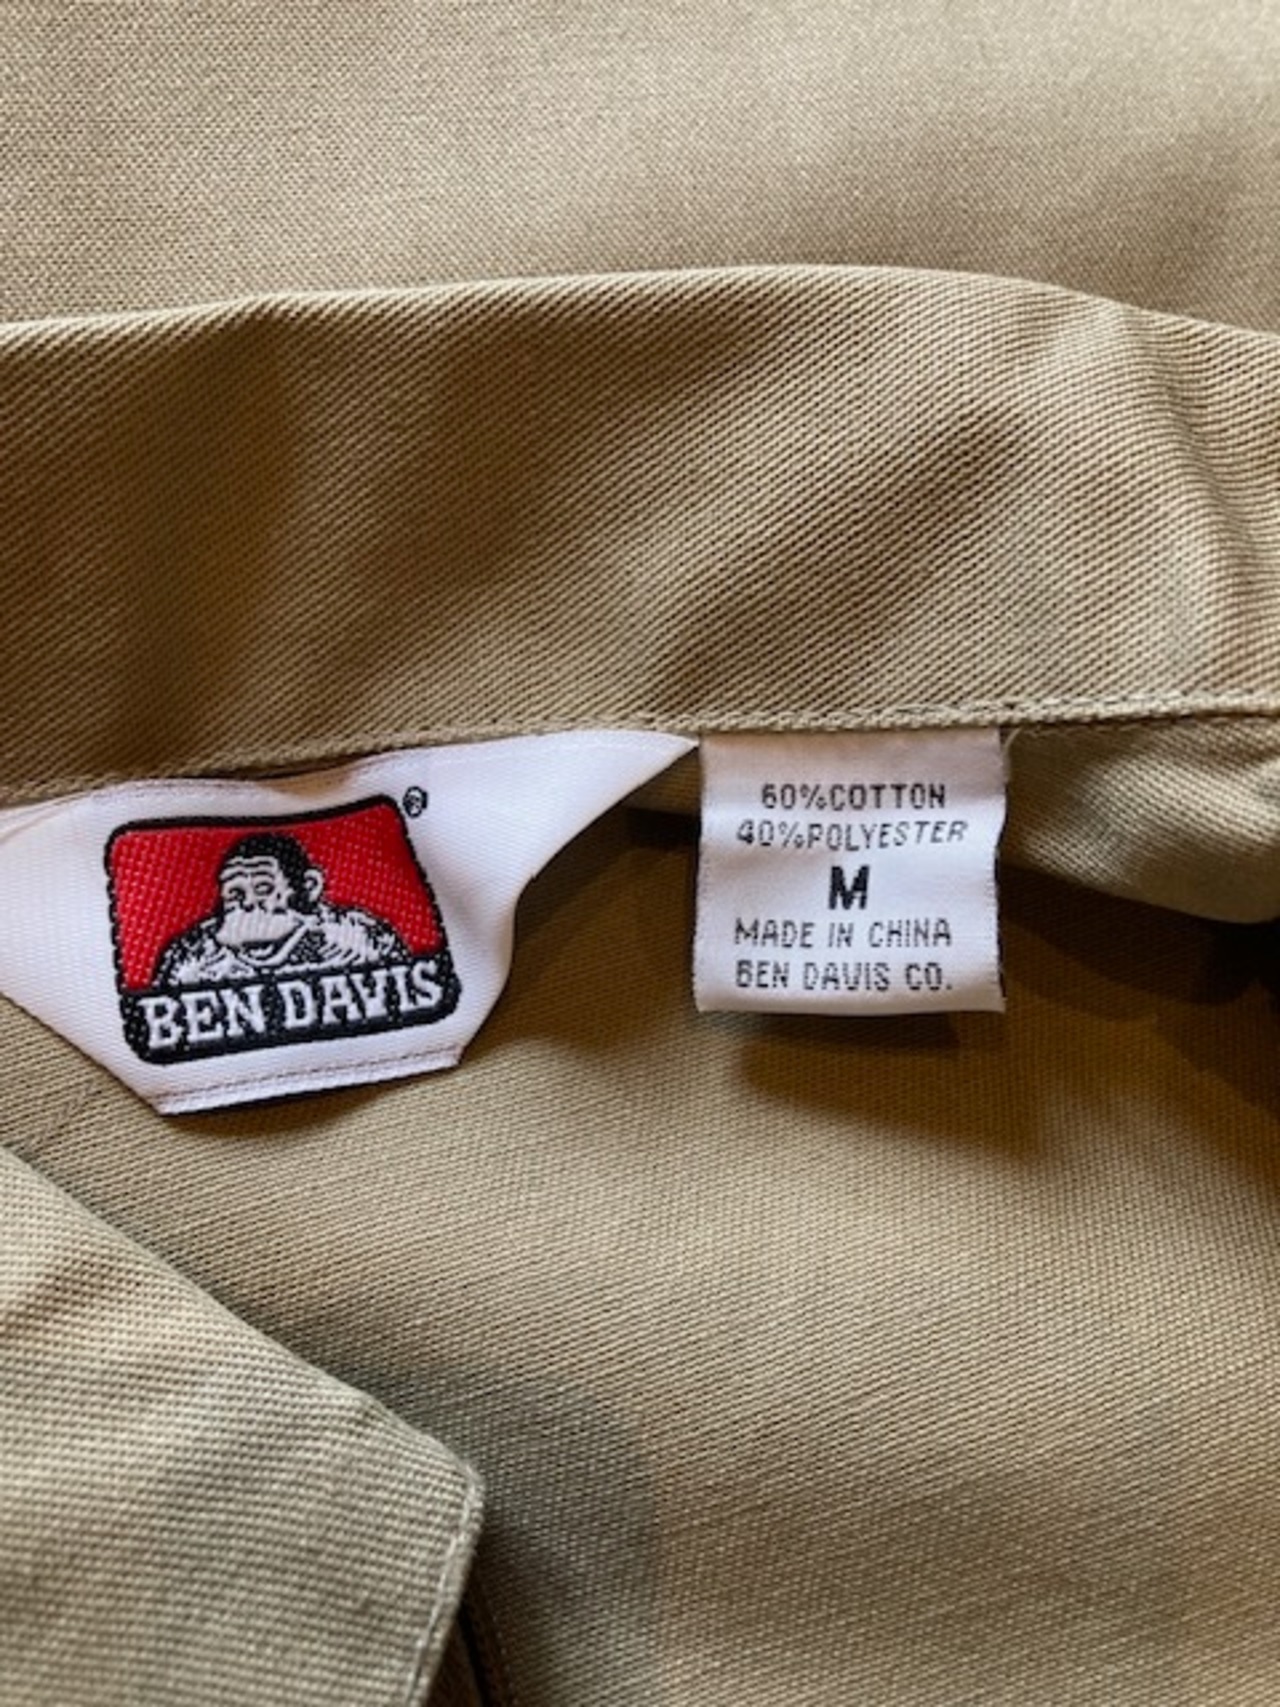 ®
BEN DAVIS
60%COTTON
40%POLYESTER
M
MADE IN CHINA
BEN DAVIS CO.